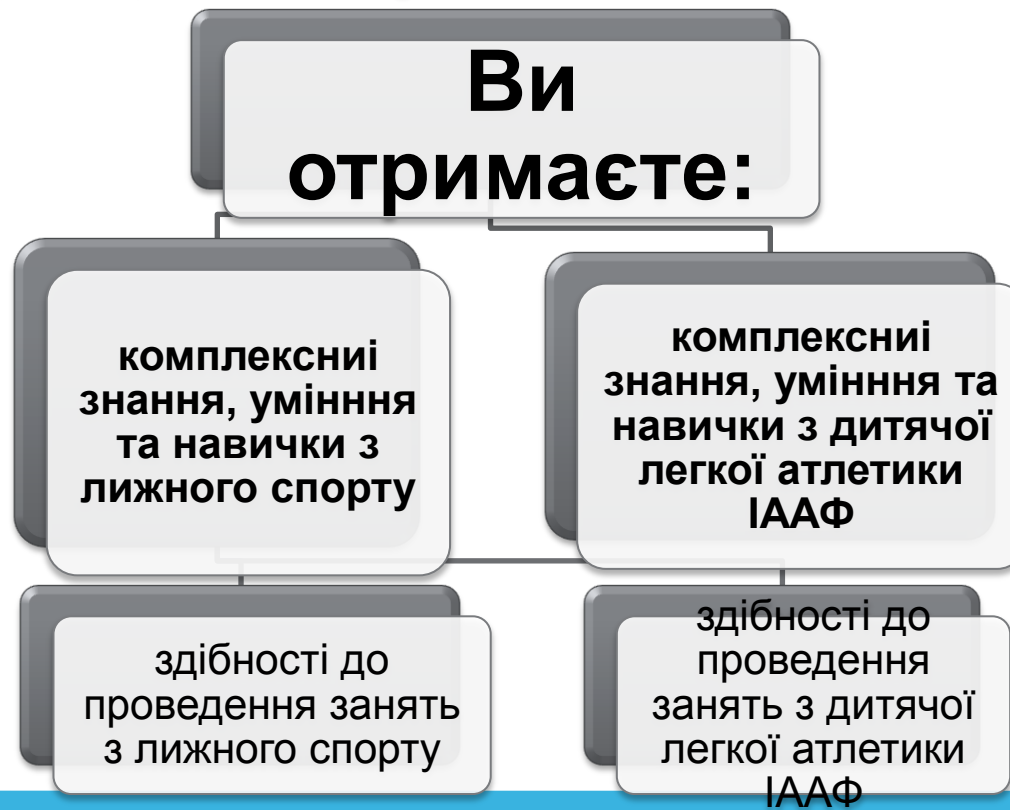 Ви
отримаєте:
комплексниі
знання, умінння
та навички з
лижного спорту
комплексниі
знання, умінння та
навички з дитячої
легкої атлетики
ІААФ
здібності до
проведення занять
з лижного спорту
здібності до
проведення
занять з дитячої
легкої атлетики
ІААФ